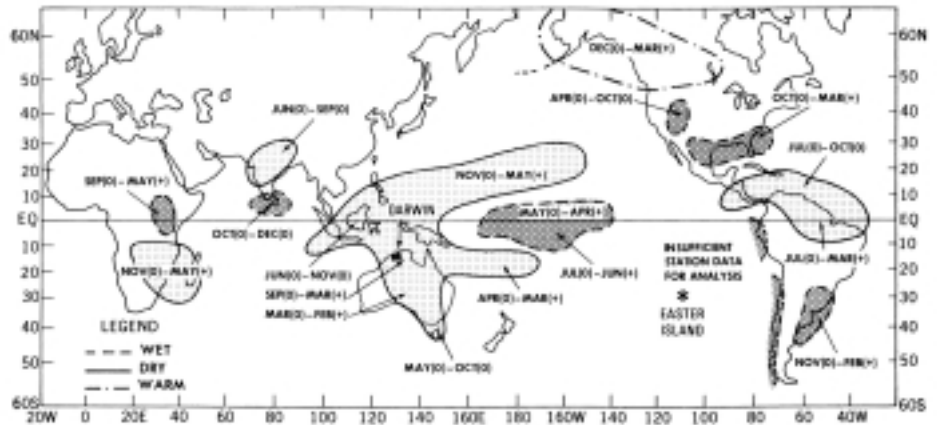 60N
50
40
30
20
10
EQ
10
20
30
40
50
60S
60N
50
40
30
20
10
EQ
10
20
30
40
50
60S
DEC(0)–MAR(+)
APR(0)–OCT(0)
OCT(0)–MAR(+)
JUN(0)–SEP(0)
JUL(0)–OCT(0)
SEP(0)–MAY(+)
NOV(0)–MAY(+)
DARWIN
MAY(0)–APR(+)
OCT(0)–DEC(0)
NOV(0)–MAY(+)
JUN(0)–NOV(0)
SEP(0)–MAR(+)
MAR(0)–FEB(+)
APR(0)–MAR(+)
JUL(0)–JUN(+)
INSUFFICIENT
STATION DATA
FOR ANALYSIS
*
EASTER
ISLAND
JUL(0)–MAR(+)
MAY(0)–OCT(0)
NOV(0)–FEB(+)
LEGEND
WET
DRY
WARM
20W 0 20E 40 60 80 100 120 140 160E 180 160W 140 120 100 80 60 40W